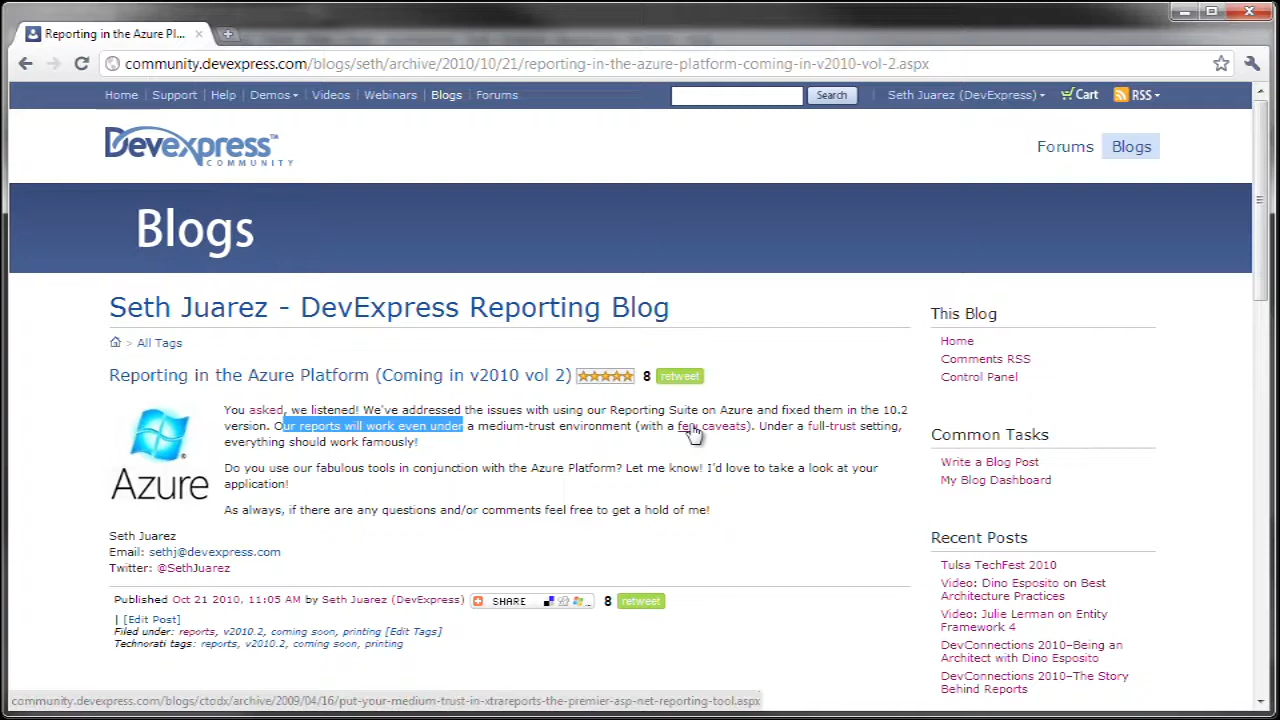 Reporting in the Azure Pl...
community.devexpress.com/blogs/seth/archive/2010/10/21/reporting-in-the-azure-platform-coming-in-v2010-vol-2.aspx
Home Support Help Demos Videos Webinars Blogs Forums Search Seth Juarez (DevExpress) Cart RSS
Devexpress™
COMMUNITY
Forums Blogs
Blogs
Seth Juarez - DevExpress Reporting Blog
> All Tags
Reporting in the Azure Platform (Coming in v2010 vol 2) 8 retweet
You asked, we listened! We've addressed the issues with using our Reporting Suite on Azure and fixed them in the 10.2
version. Our reports will work even under a medium-trust environment (with a few caveats). Under a full-trust setting,
everything should work famously!
Azure
Do you use our fabulous tools in conjunction with the Azure Platform? Let me know! I'd love to take a look at your
application!
As always, if there are any questions and/or comments feel free to get a hold of me!
Seth Juarez
Email: sethj@devexpress.com
Twitter: @SethJuarez
Published Oct 21 2010, 11:05 AM by Seth Juarez (DevExpress) SHARE 8 retweet
| [Edit Post]
Filed under: reports, v2010.2, coming soon, printing [Edit Tags]
Technorati tags: reports, v2010.2, coming soon, printing
This Blog
Home
Comments RSS
Control Panel
Common Tasks
Write a Blog Post
My Blog Dashboard
Recent Posts
Tulsa TechFest 2010
Video: Dino Esposito on Best
Architecture Practices
Video: Julie Lerman on Entity
Framework 4
DevConnections 2010–Being an
Architect with Dino Esposito
DevConnections 2010–The Story
Behind Reports
community.devexpress.com/blogs/ctodx/archive/2009/04/16/put-your-medium-trust-in-xtrareports-the-premier-asp-net-reporting-tool.aspx